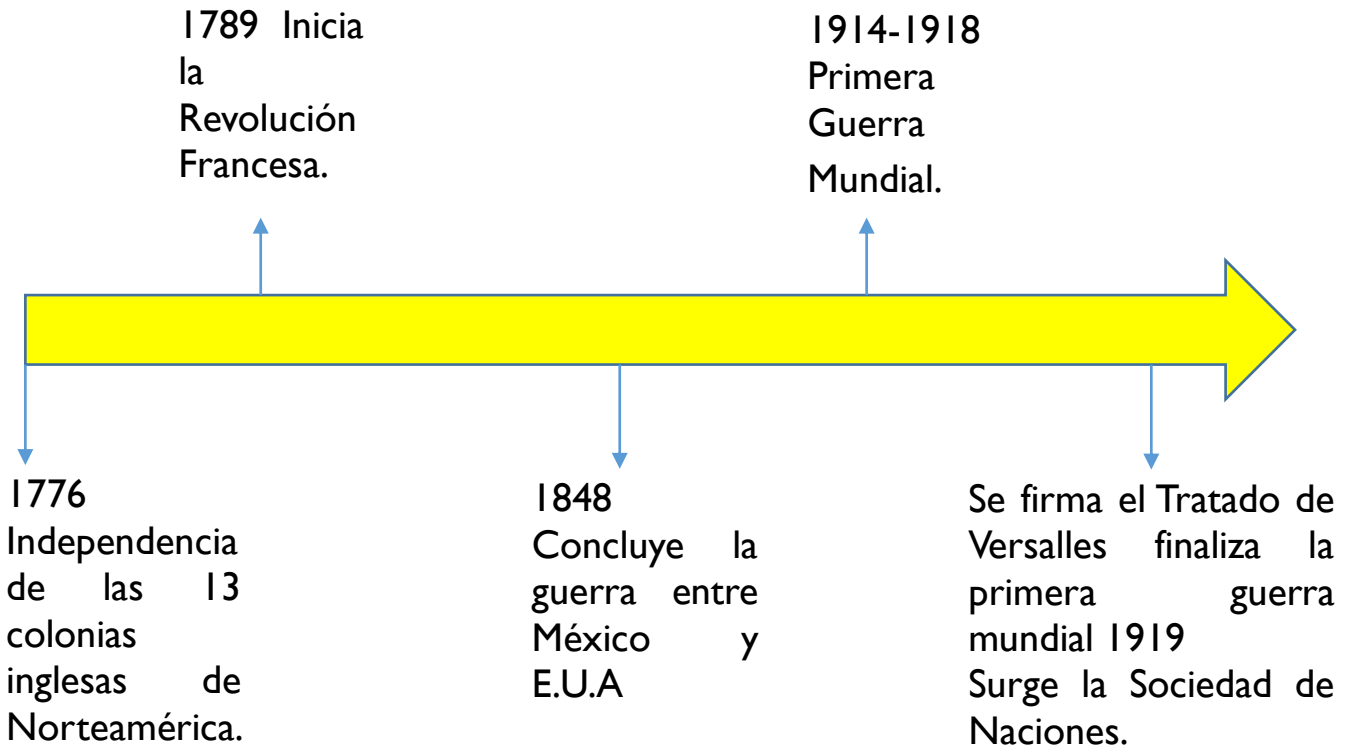 1789 Inicia
la
Revolución
Francesa.
1914-1918
Primera
Guerra
Mundial.
1776
Independencia
de las 13
colonias
inglesas de
Norteamérica.
1848
Concluye la
guerra entre
México y
E.U.A
Se firma el Tratado de
Versalles finaliza la
primera guerra
mundial 1919
Surge la Sociedad de
Naciones.